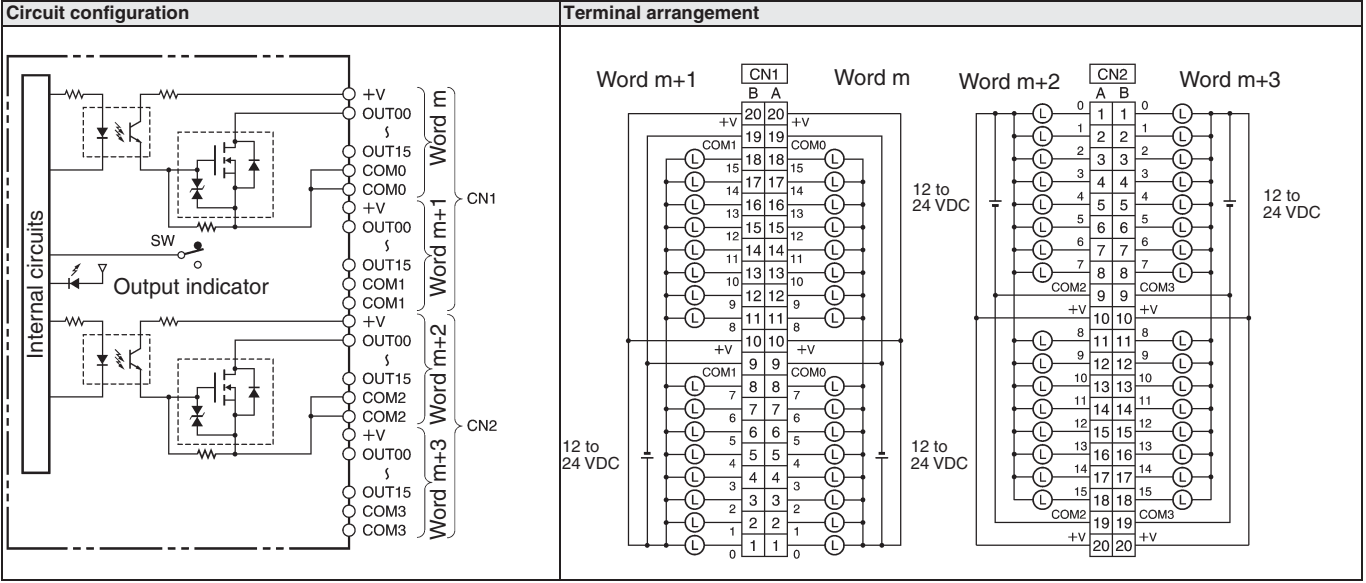 Circuit configuration
Terminal arrangement
Internal circuits
SW
Output indicator
+V
OUT00
OUT15
COM0
COM0
Word m
+V
OUT00
OUT15
COM1
COM1
Word m+1
CN1
+V
OUT00
OUT15
COM2
COM2
Word m+2
+V
OUT00
OUT15
COM3
COM3
Word m+3
CN2
Word m+1
CN1
Word m
B A
20 20
+V +V
19 19
COM1 COM0
L 18 18 L
15 15
L 17 17 L
14 14
L 16 16 L
13 13
L 15 15 L
12 12
L 14 14 L
11 11
L 13 13 L
10 10
L 12 12 L
9 9
L 11 11 L
8 8
10 10
+V +V
9 9
COM1 COM0
L 8 8 L
7 7
L 7 7 L
6 6
L 6 6 L
5 5
L 5 5 L
4 4
L 4 4 L
3 3
L 3 3 L
2 2
L 2 2 L
1 1
L 1 1 L
0 0
12 to
24 VDC
12 to
24 VDC
Word m+2
CN2
Word m+3
A B
0 0
L 1 1 L
1 1
L 2 2 L
2 2
L 3 3 L
3 3
L 4 4 L
4 4
L 5 5 L
5 5
L 6 6 L
6 6
L 7 7 L
7 7
L 8 8 L
COM2 COM3
9 9
+V +V
10 10
8 8
L 11 11 L
9 9
L 12 12 L
10 10
L 13 13 L
11 11
L 14 14 L
12 12
L 15 15 L
13 13
L 16 16 L
14 14
L 17 17 L
15 15
L 18 18 L
COM2 COM3
19 19
+V +V
20 20
12 to
24 VDC
12 to
24 VDC